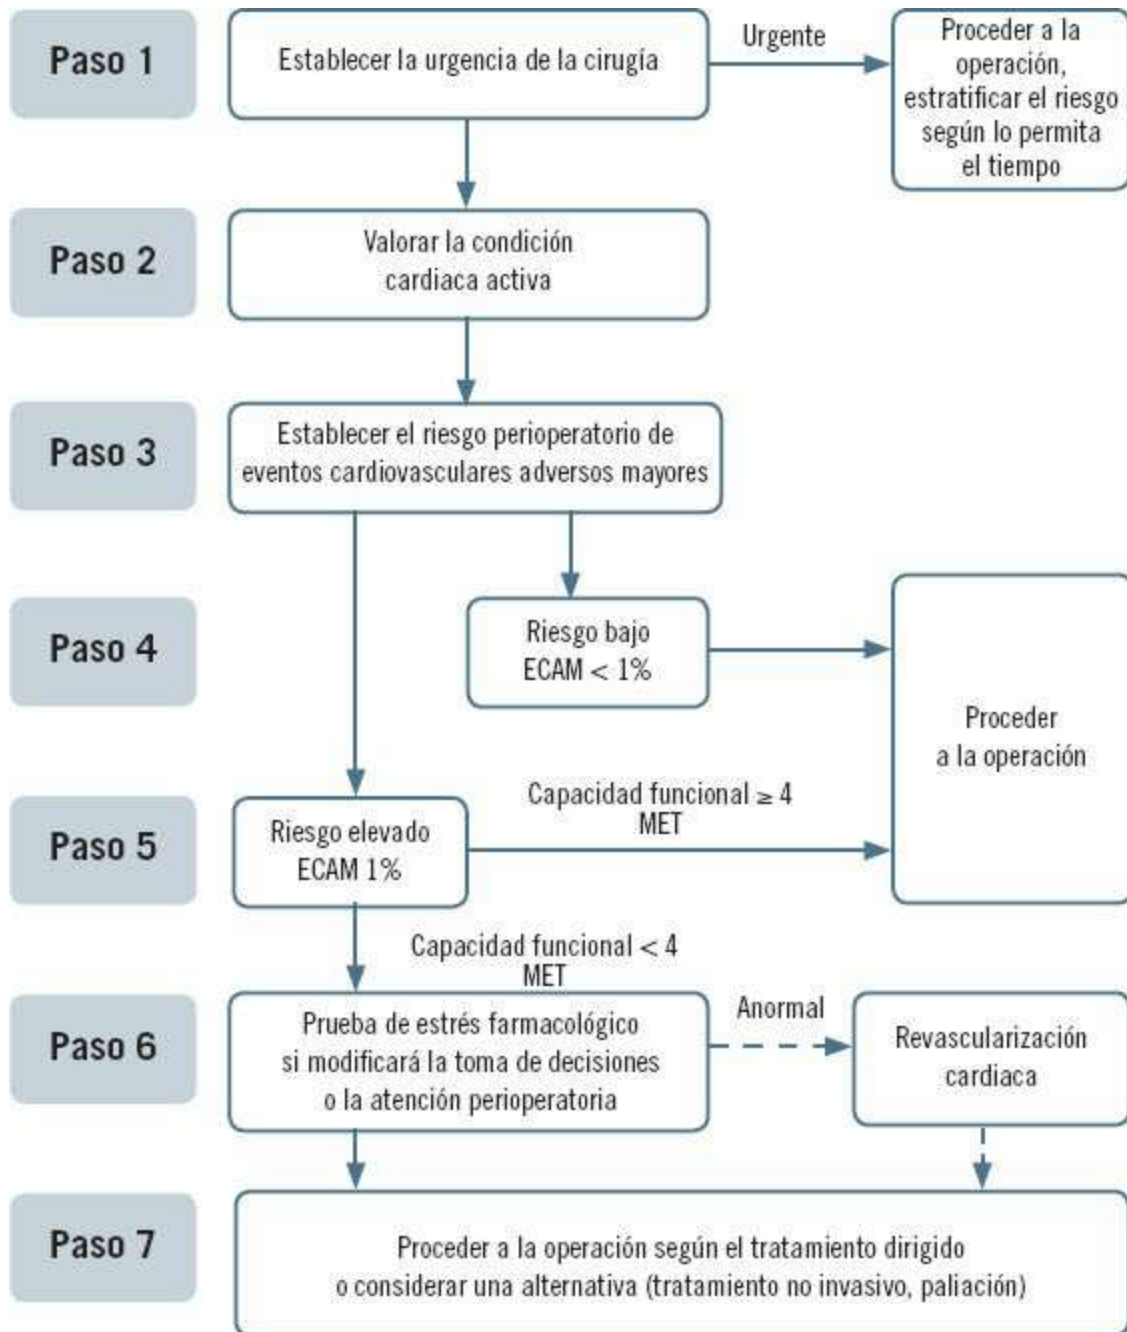 Paso 1
Establecer la urgencia de la cirugía
Urgente
Proceder a la
operación,
estratificar el riesgo
según lo permita
el tiempo
Paso 2
Valorar la condición
cardiaca activa
Paso 3
Establecer el riesgo perioperatorio de
eventos cardiovasculares adversos mayores
Paso 4
Riesgo bajo
ECAM < 1%
Proceder
a la operación
Paso 5
Riesgo elevado
ECAM 1%
Capacidad funcional ≥ 4
MET
Capacidad funcional < 4
MET
Paso 6
Prueba de estrés farmacológico
si modificará la toma de decisiones
o la atención perioperatoria
Anormal
Revascularización
cardiaca
Paso 7
Proceder a la operación según el tratamiento dirigido
o considerar una alternativa (tratamiento no invasivo, paliación)